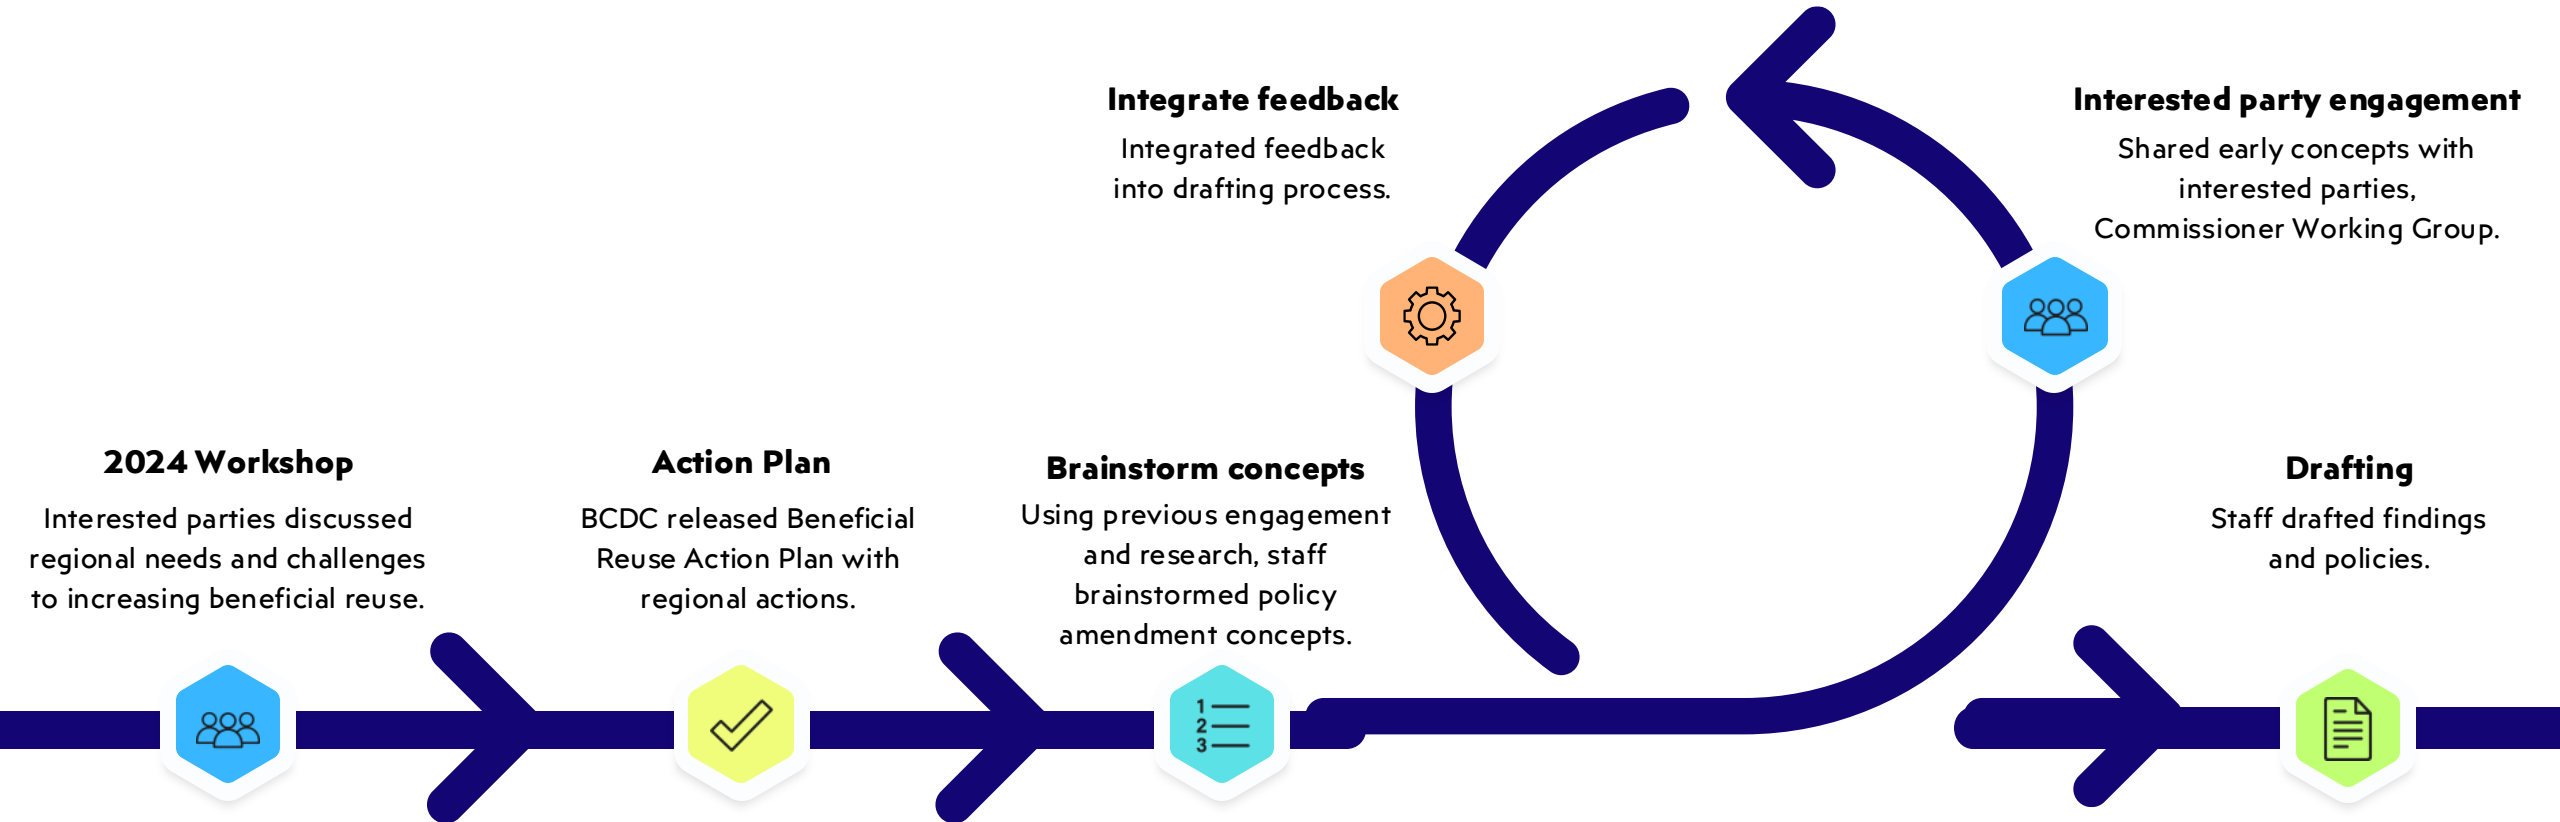 2024 Workshop
Interested parties discussed
regional needs and challenges
to increasing beneficial reuse.
Action Plan
BCDC released Beneficial
Reuse Action Plan with
regional actions.
Brainstorm concepts
Using previous engagement
and research, staff
brainstormed policy
amendment concepts.
1
2
3
Interested party engagement
Shared early concepts with
interested parties,
Commissioner Working Group.
Integrate feedback
Integrated feedback
into drafting process.
Drafting
Staff drafted findings
and policies.